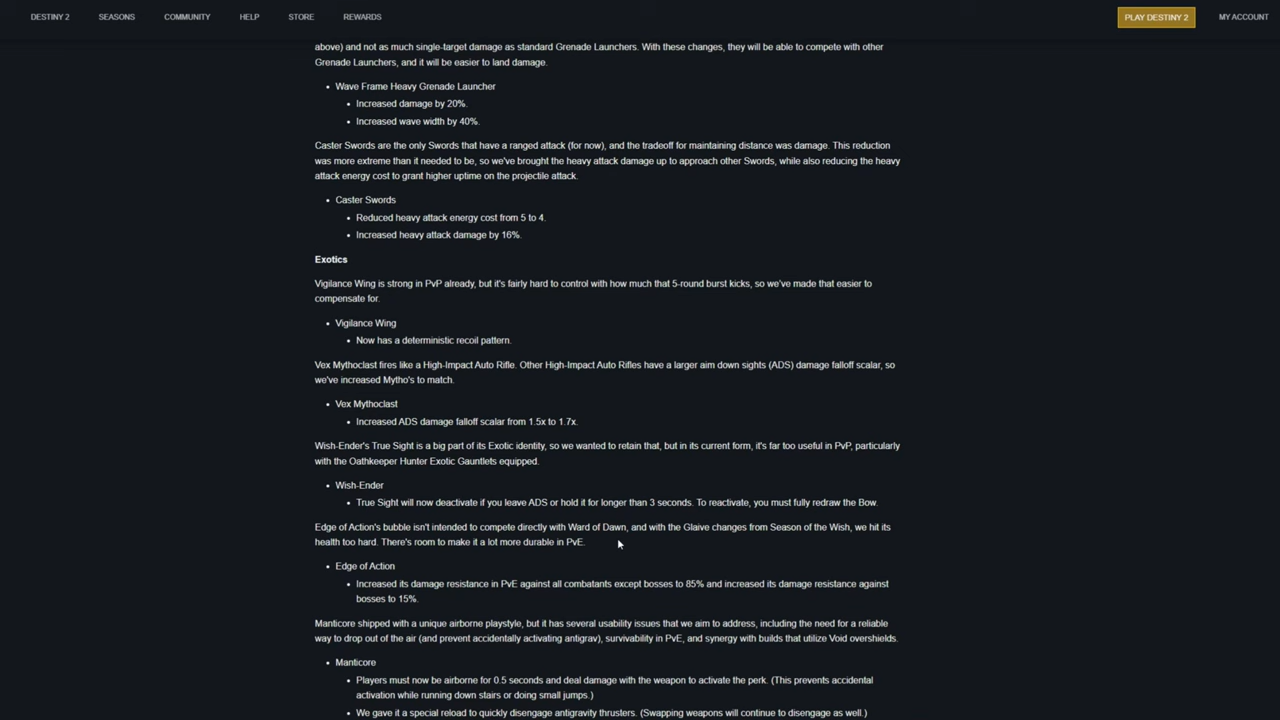 DESTINY 2 SEASONS COMMUNITY HELP STORE REWARDS PLAY DESTINY 2 MY ACCOUNT
above) and not as much single-target damage as standard Grenade Launchers. With these changes, they will be able to compete with other
Grenade Launchers, and it will be easier to land damage.
• Wave Frame Heavy Grenade Launcher
• Increased damage by 20%.
• Increased wave width by 40%.
Caster Swords are the only Swords that have a ranged attack (for now), and the tradeoff for maintaining distance was damage. This reduction
was more extreme than it needed to be, so we've brought the heavy attack damage up to approach other Swords, while also reducing the heavy
attack energy cost to grant higher uptime on the projectile attack.
• Caster Swords
• Reduced heavy attack energy cost from 5 to 4.
• Increased heavy attack damage by 16%.
Exotics
Vigilance Wing is strong in PvP already, but it's fairly hard to control with how much that 5-round burst kicks, so we've made that easier to
compensate for.
• Vigilance Wing
• Now has a deterministic recoil pattern.
Vex Mythoclast fires like a High-Impact Auto Rifle. Other High-Impact Auto Rifles have a larger aim down sights (ADS) damage falloff scalar, so
we've increased Mytho's to match.
• Vex Mythoclast
• Increased ADS damage falloff scalar from 1.5x to 1.7x.
Wish-Ender's True Sight is a big part of its Exotic identity, so we wanted to retain that, but in its current form, it's far too useful in PvP, particularly
with the Oathkeeper Hunter Exotic Gauntlets equipped.
• Wish-Ender
• True Sight will now deactivate if you leave ADS or hold it for longer than 3 seconds. To reactivate, you must fully redraw the Bow.
Edge of Action's bubble isn't intended to compete directly with Ward of Dawn, and with the Glaive changes from Season of the Wish, we hit its
health too hard. There's room to make it a lot more durable in PvE.
• Edge of Action
• Increased its damage resistance in PvE against all combatants except bosses to 85% and increased its damage resistance against
bosses to 15%.
Manticore shipped with a unique airborne playstyle, but it has several usability issues that we aim to address, including the need for a reliable
way to drop out of the air (and prevent accidentally activating antigrav), survivability in PvE, and synergy with builds that utilize Void overshields.
• Manticore
• Players must now be airborne for 0.5 seconds and deal damage with the weapon to activate the perk. (This prevents accidental
activation while running down stairs or doing small jumps.)
• We gave it a special reload to quickly disengage antigravity thrusters. (Swapping weapons will continue to disengage as well.)